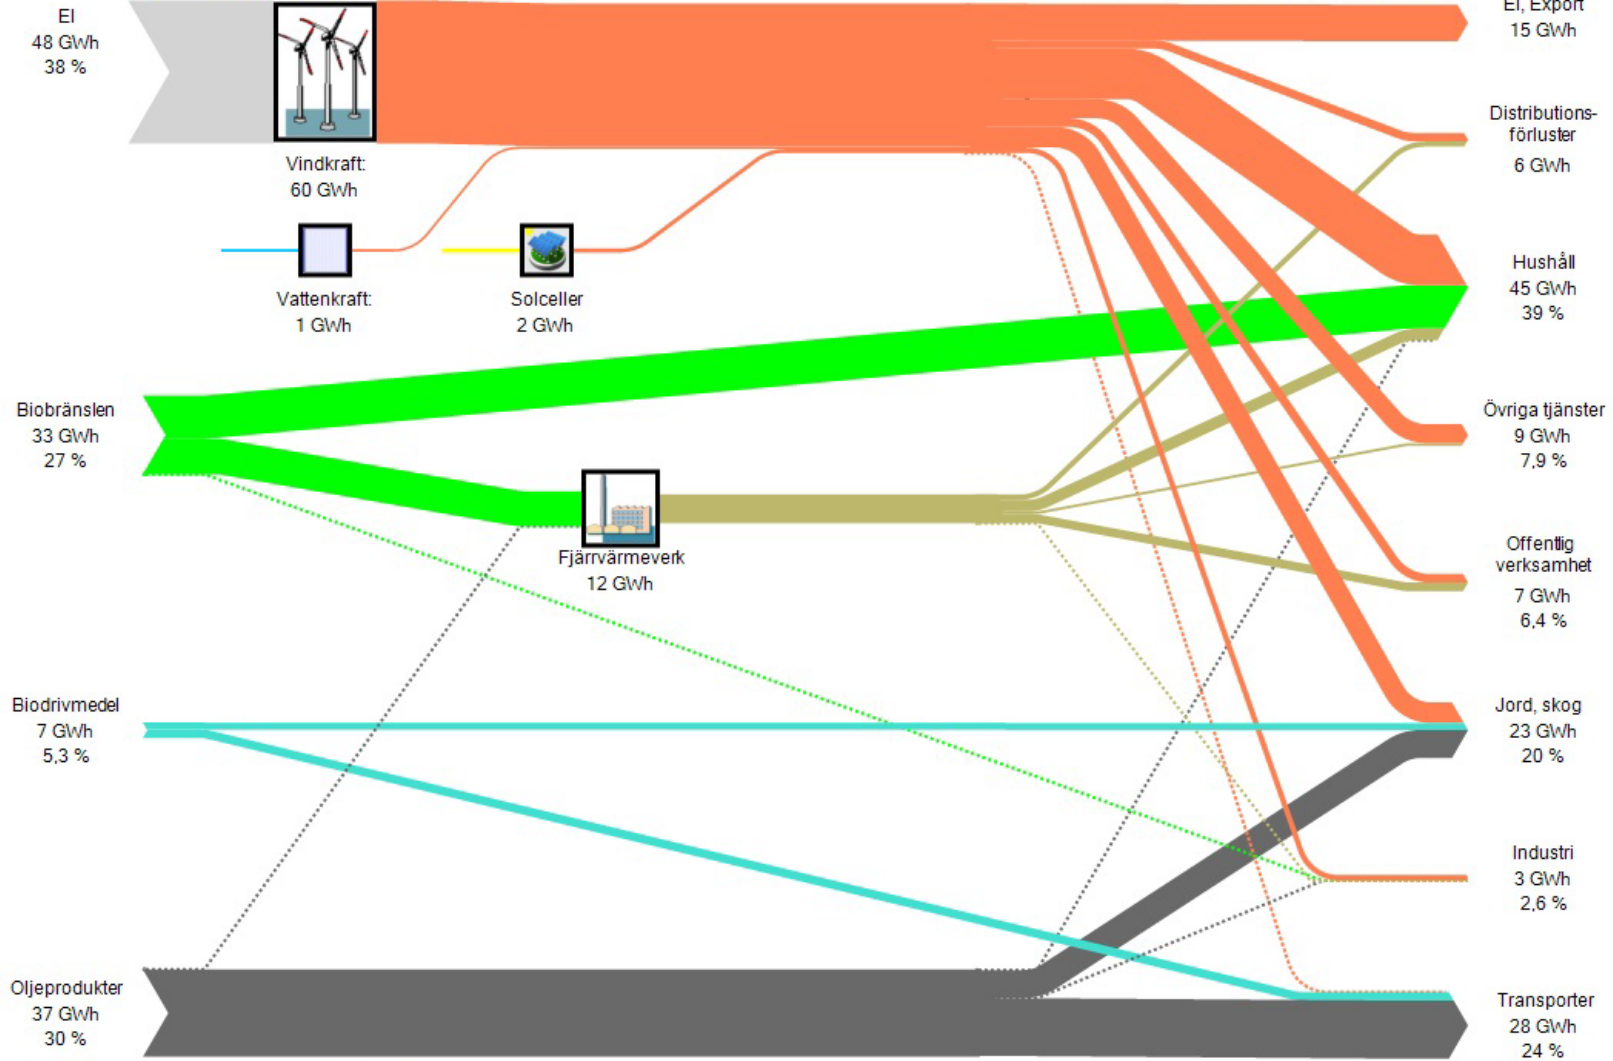 El
48 GWh
38 %
Vindkraft:
60 GWh
Vattenkraft:
1 GWh
Solceller
2 GWh
Biobränslen
33 GWh
27 %
Fjärrvärmeverk
12 GWh
Biodrivmedel
7 GWh
5,3 %
Oljeprodukter
37 GWh
30 %
El, Export
15 GWh
Distributions-
förluster
6 GWh
Hushåll
45 GWh
39 %
Övriga tjänster
9 GWh
7,9 %
Offentlig
verksamhet
7 GWh
6,4 %
Jord, skog
23 GWh
20 %
Industri
3 GWh
2,6 %
Transporter
28 GWh
24 %